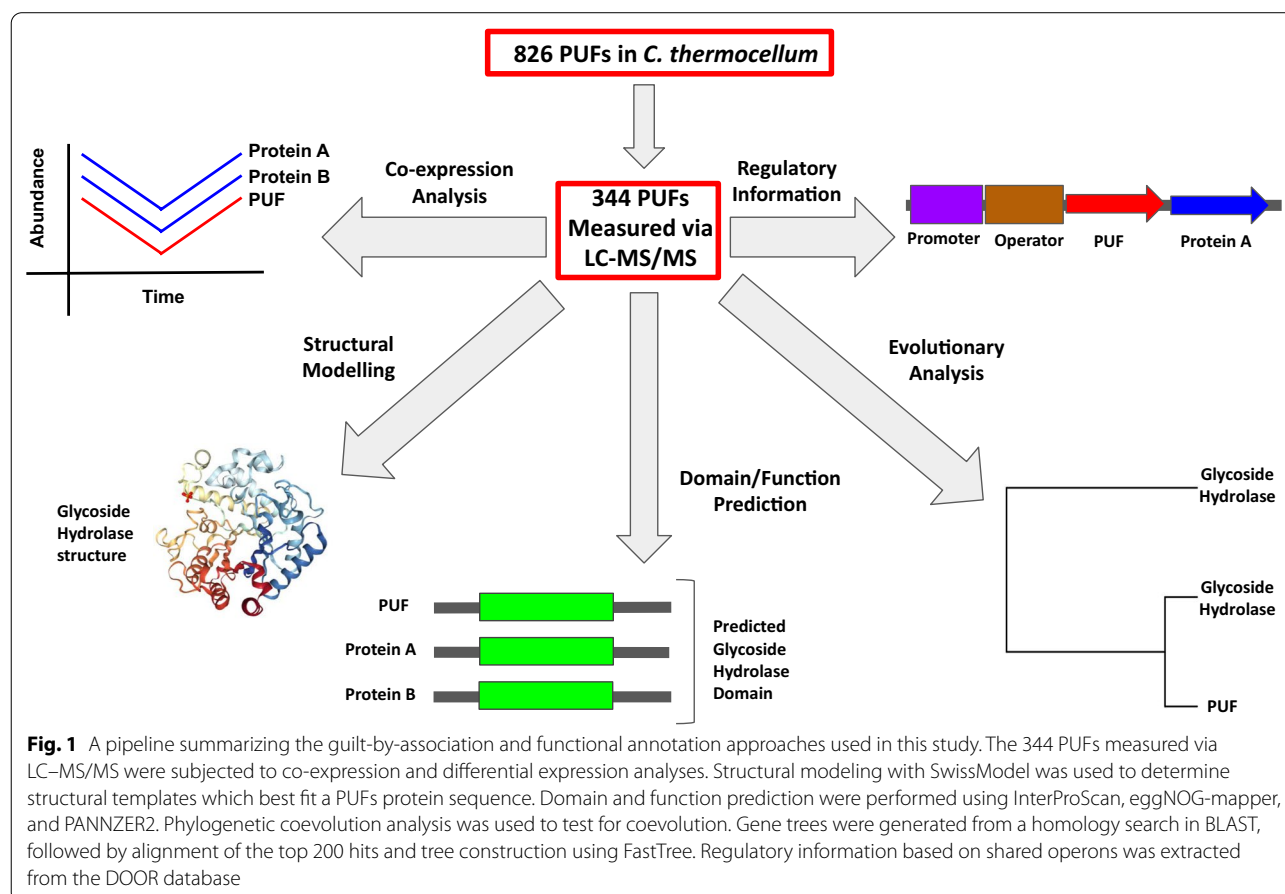 826 PUFs in C. thermocellum
Abundance
Protein A
Protein B
PUF
Time
Co-expression
Analysis
344 PUFs
Measured via
LC-MS/MS
Regulatory
Information
Promoter
Operator
PUF
Protein A
Structural
Modelling
Evolutionary
Analysis
Glycoside
Hydrolase
structure
Domain/Function
Prediction
PUF
Protein A
Protein B
Predicted
Glycoside
Hydrolase
Domain
Glycoside
Hydrolase
Glycoside
Hydrolase
PUF
Fig. 1 A pipeline summarizing the guilt-by-association and functional annotation approaches used in this study. The 344 PUFs measured via
LC–MS/MS were subjected to co-expression and differential expression analyses. Structural modeling with SwissModel was used to determine
structural templates which best fit a PUFs protein sequence. Domain and function prediction were performed using InterProScan, eggNOG-mapper,
and PANNZER2. Phylogenetic coevolution analysis was used to test for coevolution. Gene trees were generated from a homology search in BLAST,
followed by alignment of the top 200 hits and tree construction using FastTree. Regulatory information based on shared operons was extracted
from the DOOR database